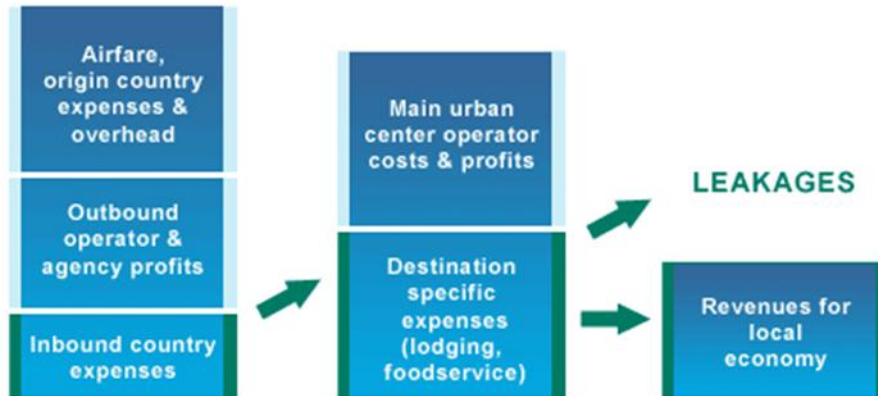 Airfare,
origin country
expenses &
overhead
Outbound
operator &
agency profits
Inbound country
expenses
Main urban
center operator
costs & profits
Destination
specific
expenses
(lodging,
foodservice)
LEAKAGES
Revenues for
local
economy